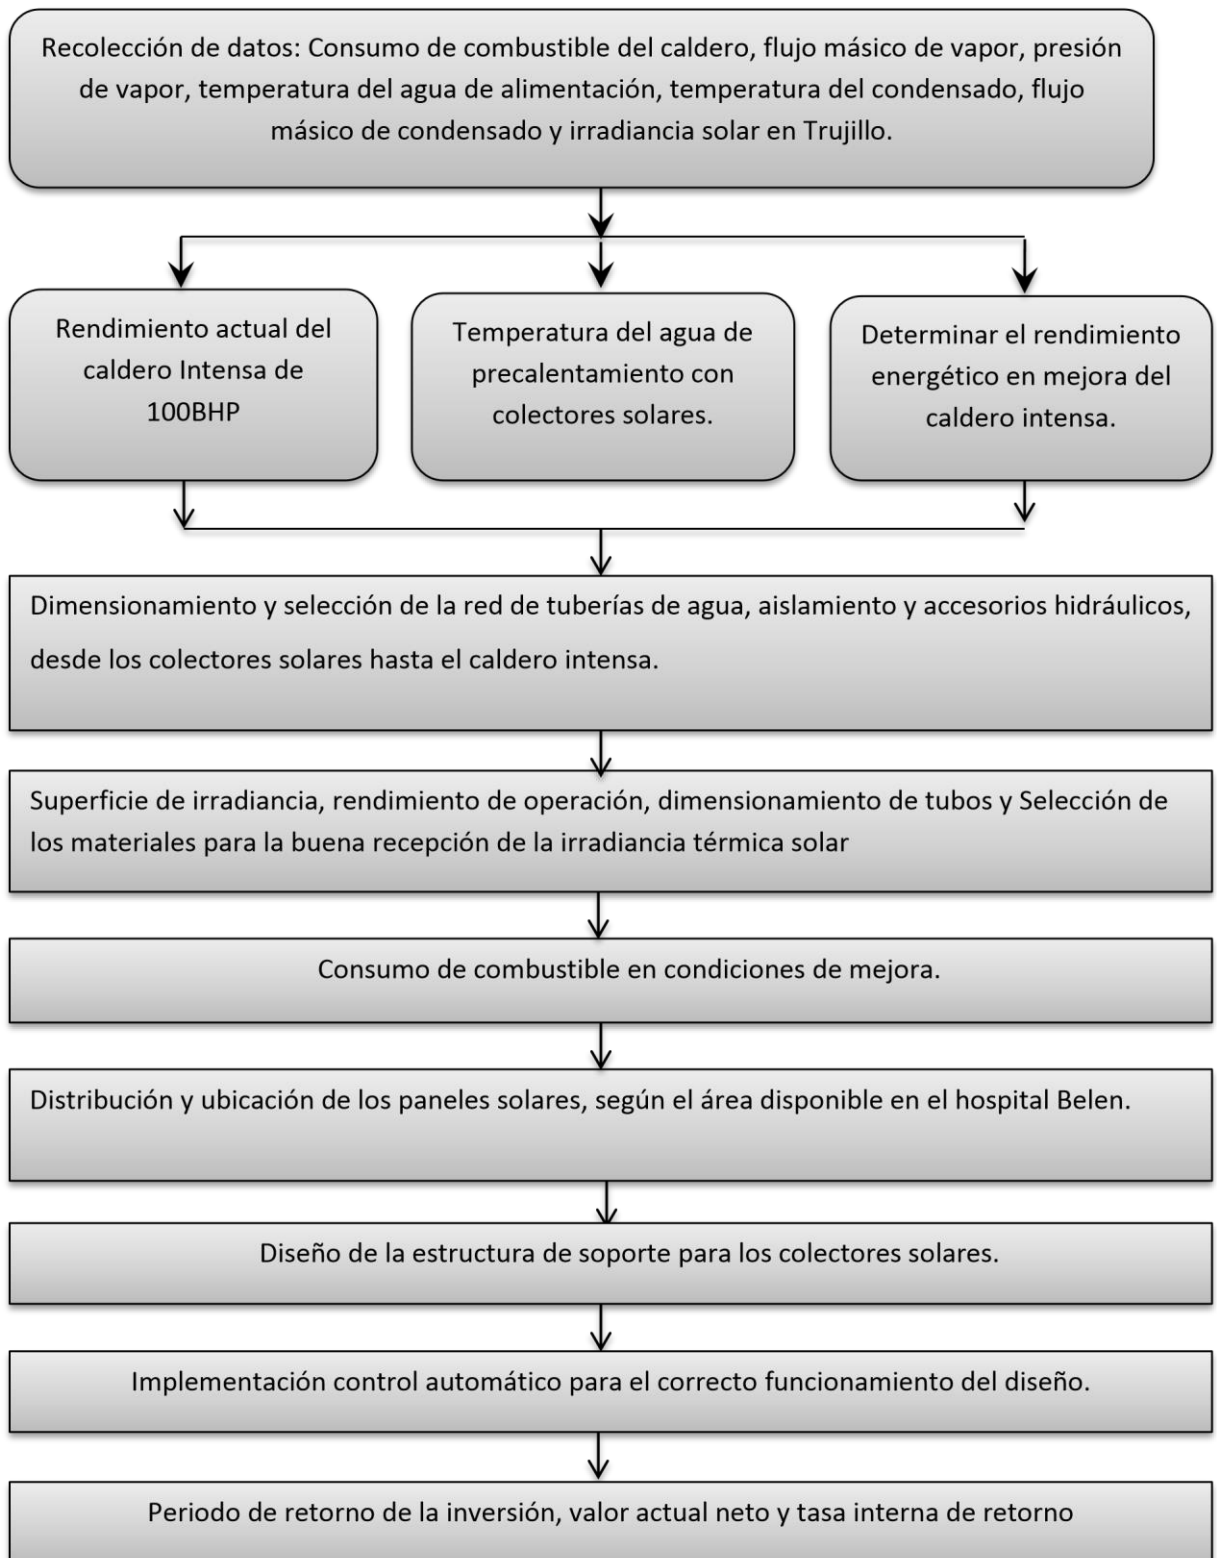 Recolección de datos: Consumo de combustible del caldero, flujo másico de vapor, presión
de vapor, temperatura del agua de alimentación, temperatura del condensado, flujo
másico de condensado y irradiancia solar en Trujillo.
Rendimiento actual del
caldero Intensa de
100BHP
Temperatura del agua de
precalentamiento con
colectores solares.
Determinar el rendimiento
energético en mejora del
caldero intensa.
Dimensionamiento y selección de la red de tuberías de agua, aislamiento y accesorios hidráulicos,
desde los colectores solares hasta el caldero intensa.
Superficie de irradiancia, rendimiento de operación, dimensionamiento de tubos y Selección de
los materiales para la buena recepción de la irradiancia térmica solar
Consumo de combustible en condiciones de mejora.
Distribución y ubicación de los paneles solares, según el área disponible en el hospital Belen.
Diseño de la estructura de soporte para los colectores solares.
Implementación control automático para el correcto funcionamiento del diseño.
Periodo de retorno de la inversión, valor actual neto y tasa interna de retorno